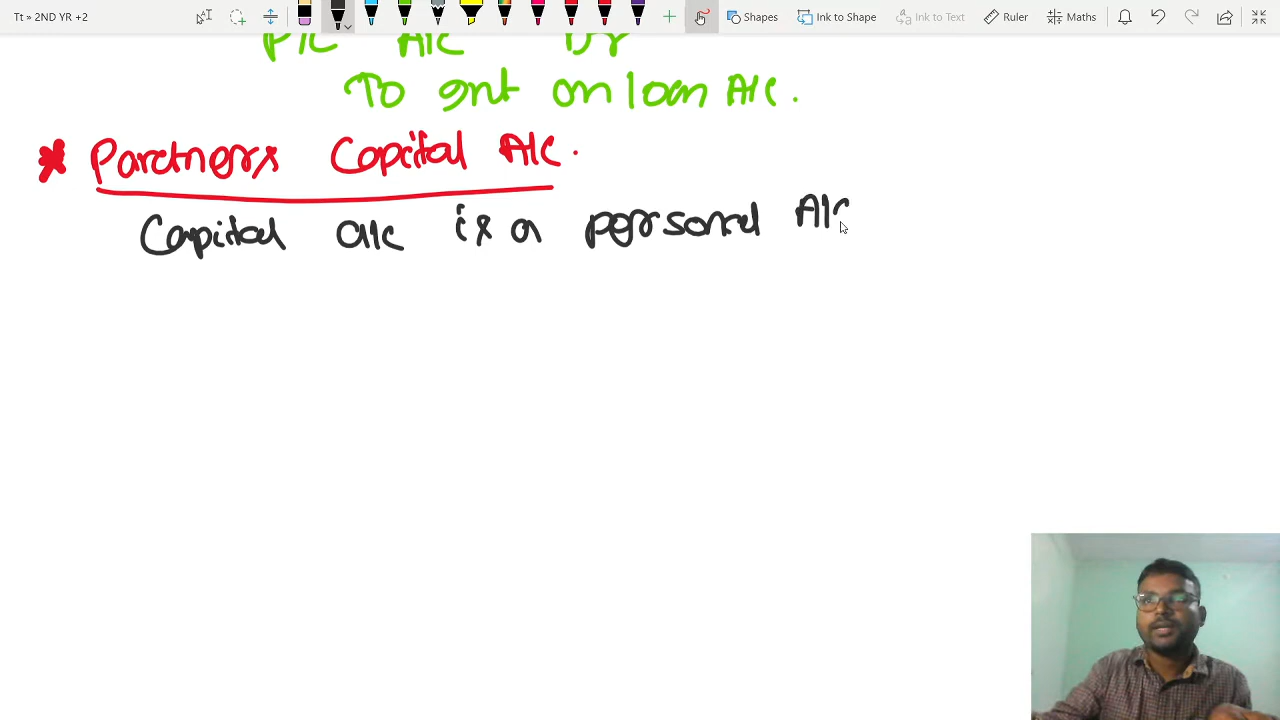 Tt » 2ND YR +2
Shapes
Ink to Shape
Ink to Text
Ruler
Maths
P/C A/C Dr
To Int on loan A/C.
* Partners Capital A/C.
Capital a/c is a personal A/C